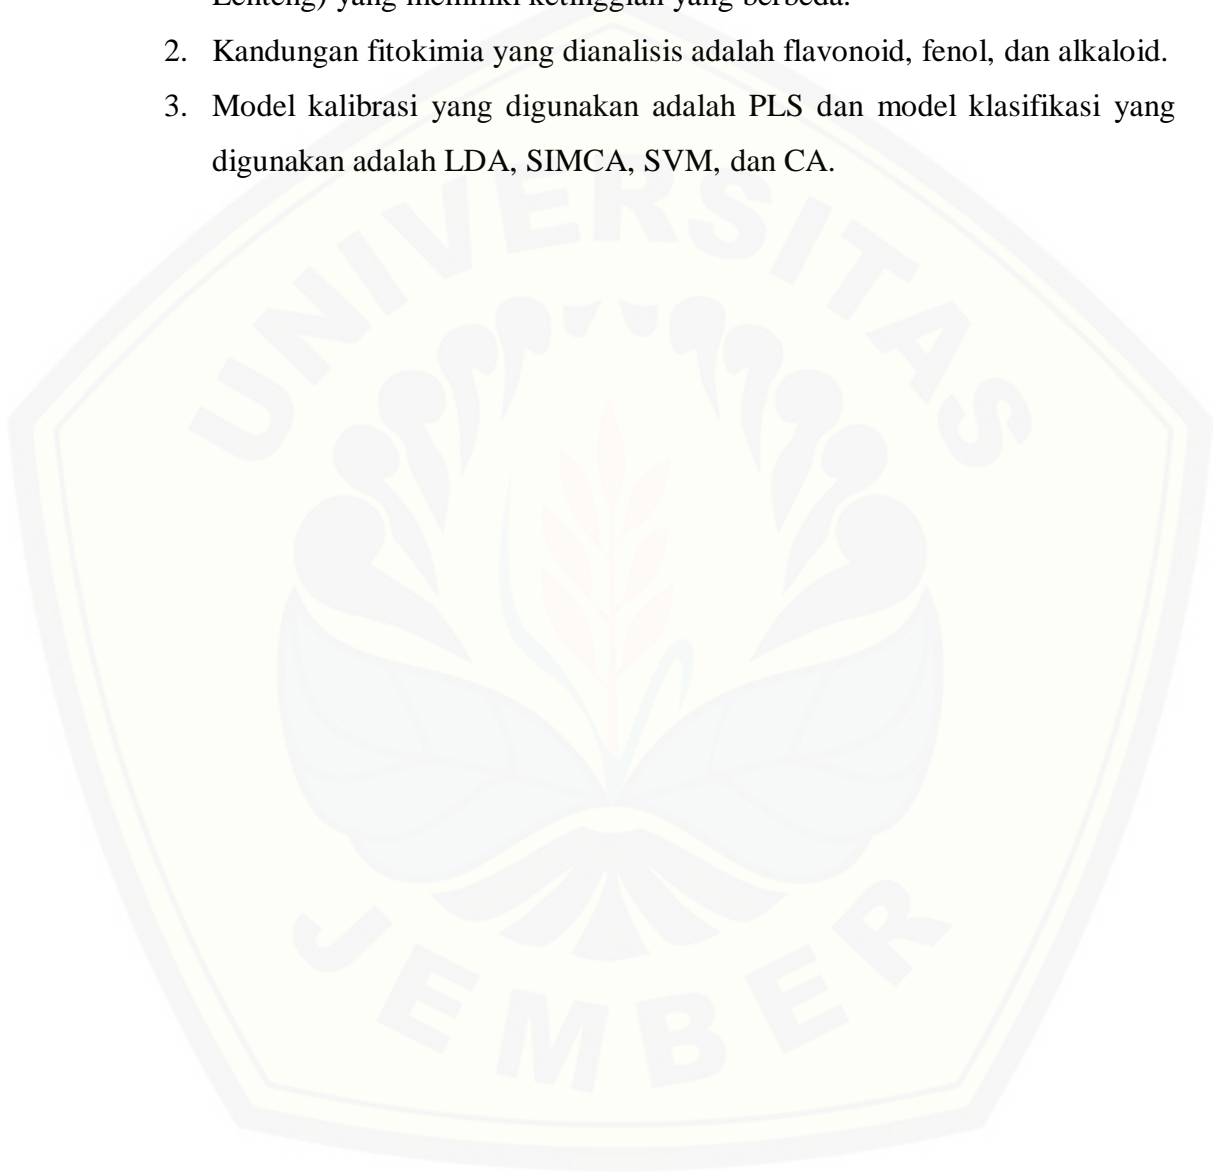 Lenteng) yang memiliki ketinggian yang berbeda.
2. Kandungan fitokimia yang dianalisis adalah flavonoid, fenol, dan alkaloid.
3. Model kalibrasi yang digunakan adalah PLS dan model klasifikasi yang
digunakan adalah LDA, SIMCA, SVM, dan CA.
UNIVERSITAS
JEMBER